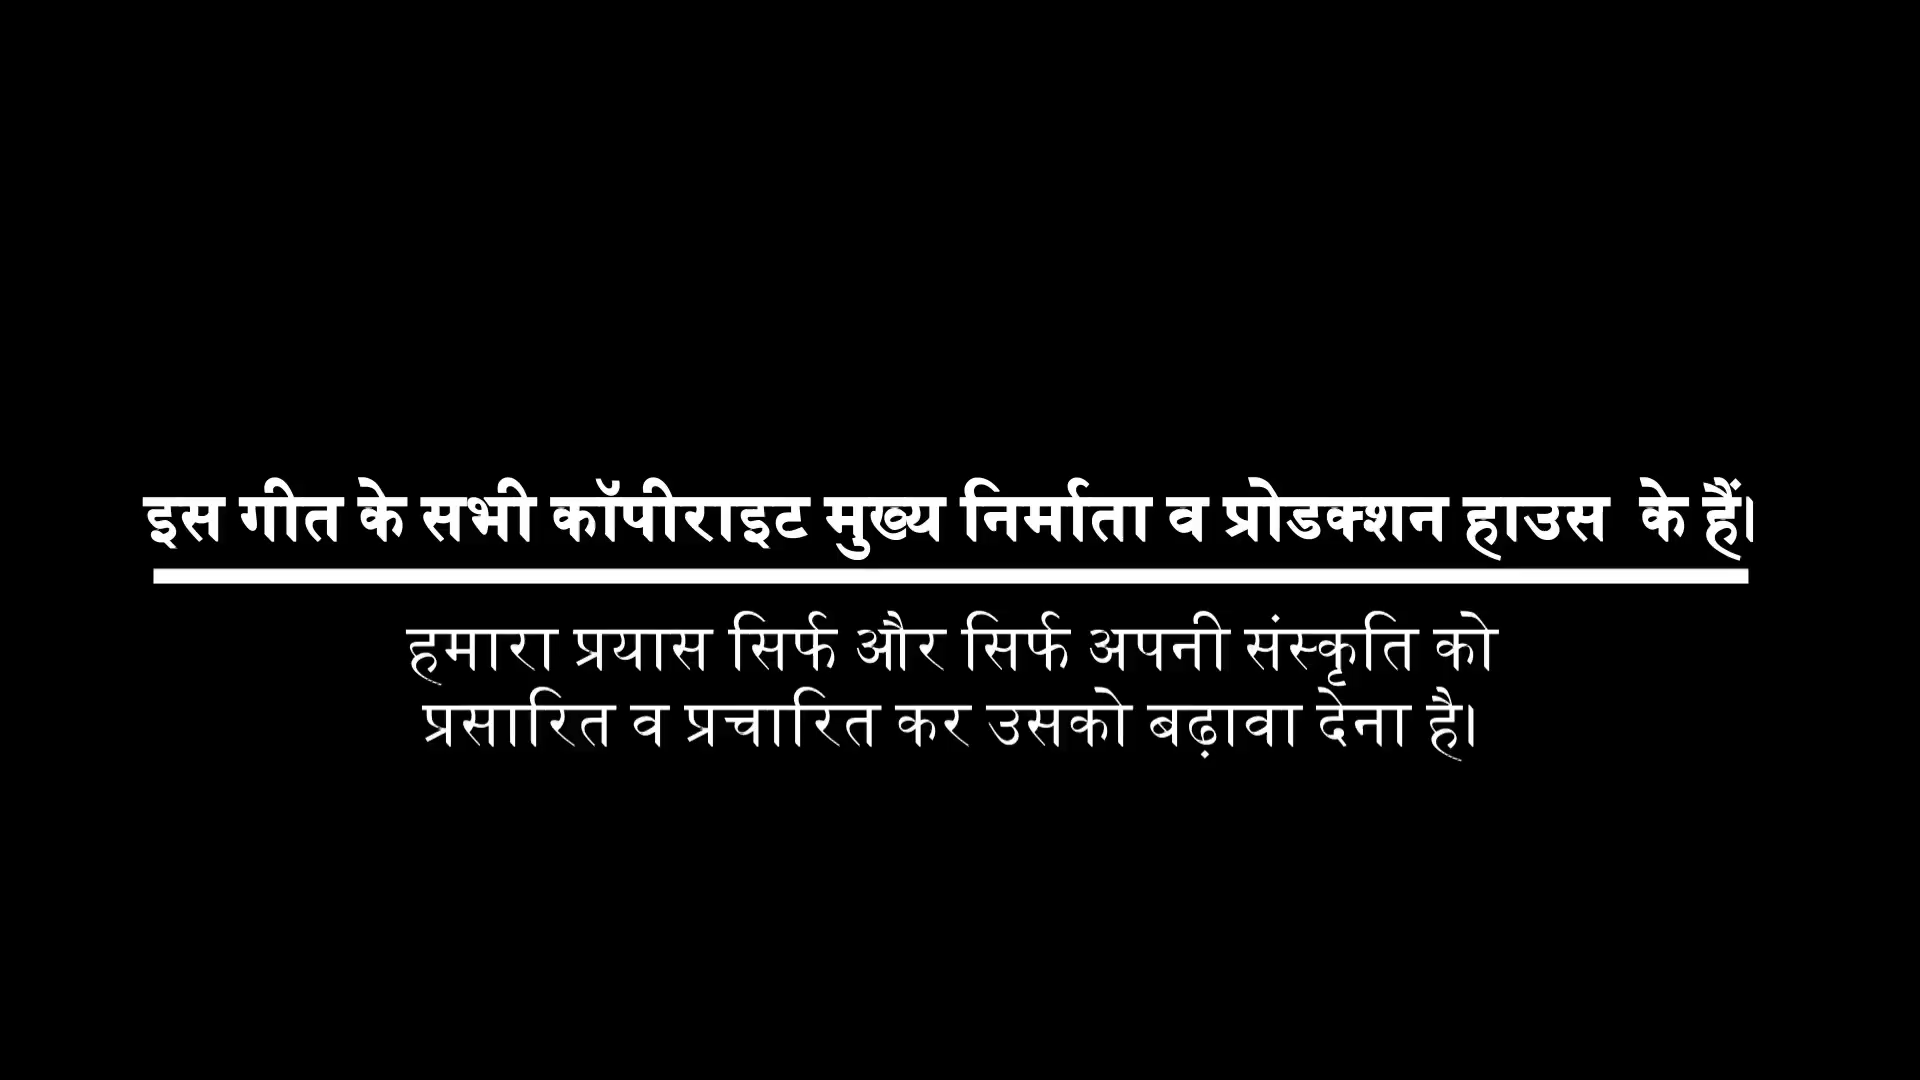 इस गीत के सभी कॉपीराइट मुख्य निर्माता व प्रोडक्शन हाउस के हैं।
हमारा प्रयास सिर्फ और सिर्फ अपनी संस्कृति को
प्रसारित व प्रचारित कर उसको बढ़ावा देना है।